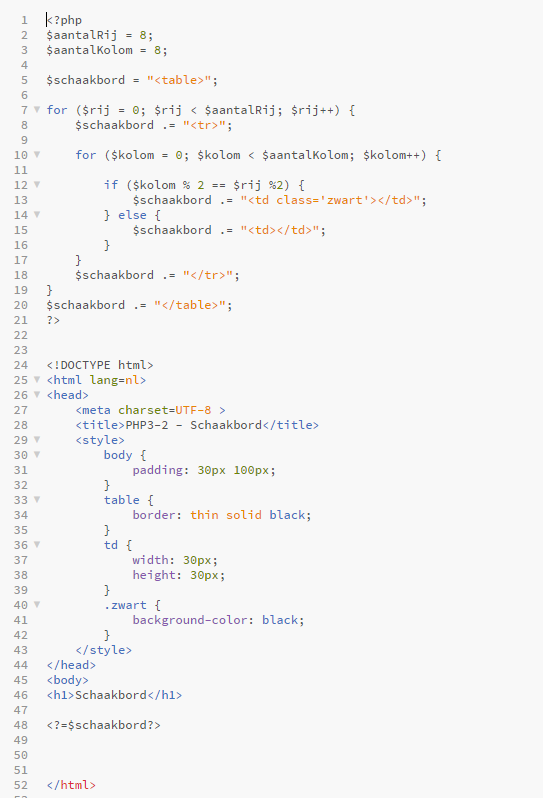 1 <?php
2 $aantalRij = 8;
3 $aantalKolom = 8;
4
5 $schaakbord = "<table>";
6
7 for ($rij = 0; $rij < $aantalRij; $rij++) {
8     $schaakbord .= "<tr>";
9
10     for ($kolom = 0; $kolom < $aantalKolom; $kolom++) {
11
12         if ($kolom % 2 == $rij %2) {
13             $schaakbord .= "<td class='zwart'></td>";
14         } else {
15             $schaakbord .= "<td></td>";
16         }
17     }
18     $schaakbord .= "</tr>";
19 }
20 $schaakbord .= "</table>";
21 ?>
22
23
24 <!DOCTYPE html>
25 <html lang=nl>
26 <head>
27     <meta charset=UTF-8 >
28     <title>PHP3-2 - Schaakbord</title>
29     <style>
30         body {
31             padding: 30px 100px;
32         }
33         table {
34             border: thin solid black;
35         }
36         td {
37             width: 30px;
38             height: 30px;
39         }
40         .zwart {
41             background-color: black;
42         }
43     </style>
44 </head>
45 <body>
46 <h1>Schaakbord</h1>
47
48 <?=$schaakbord?>
49
50
51
52 </html>